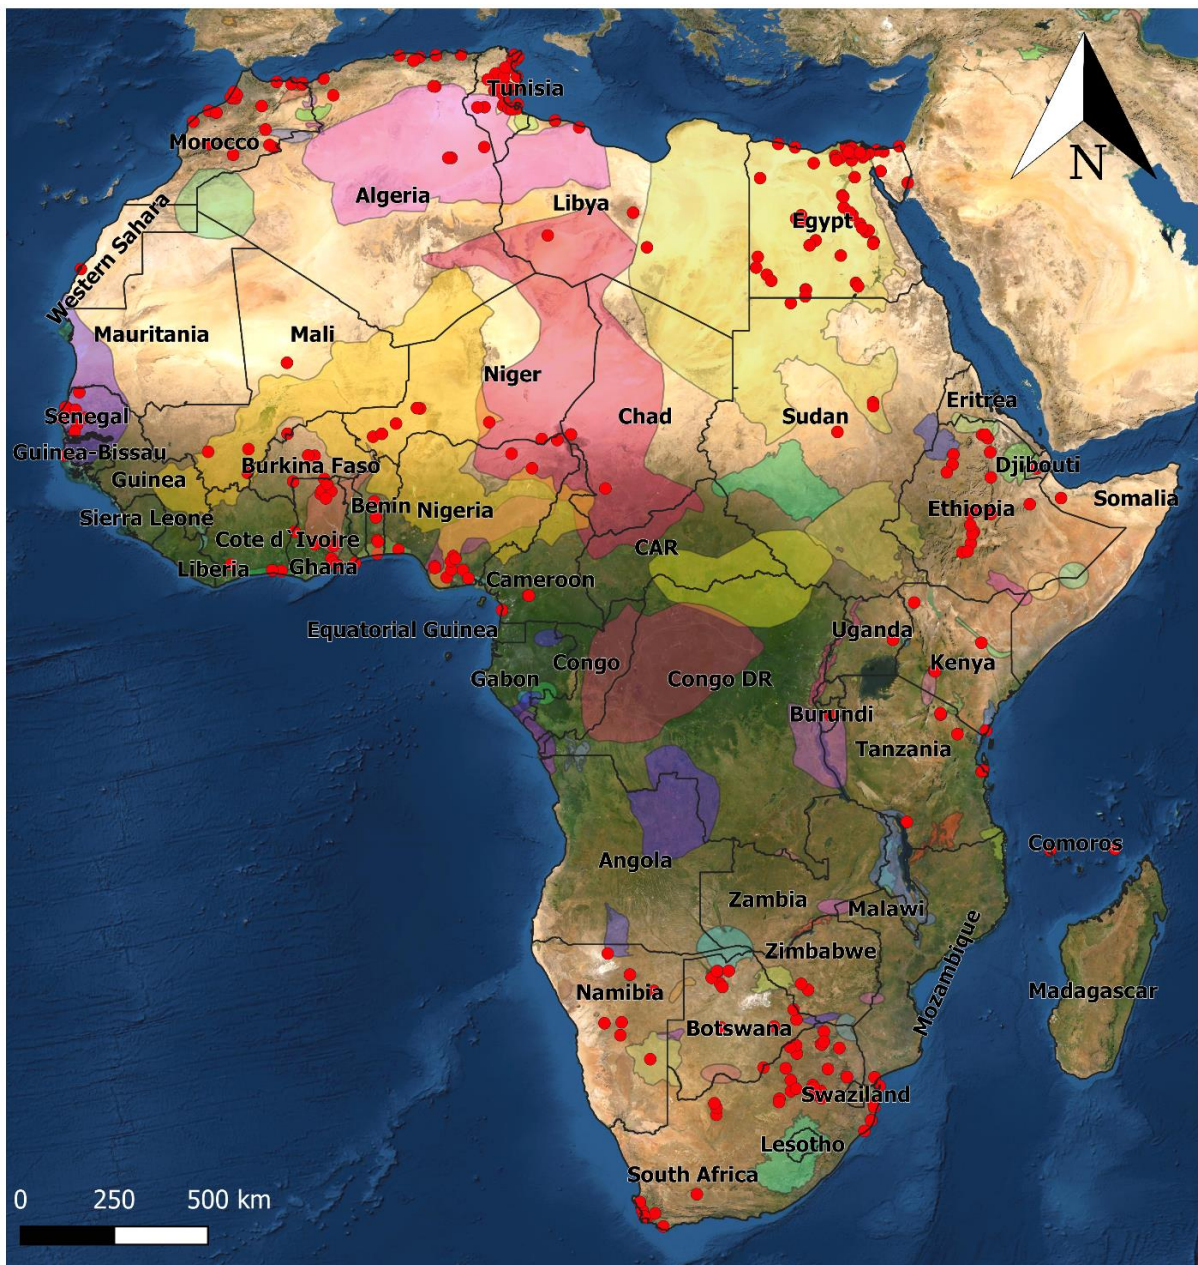 N
Tunisia
Morocco
Algeria
Libya
Egypt
Western Sahara
Mauritania
Mali
Niger
Chad
Sudan
Eritrea
Senegal
Guinea-Bissau
Guinea
Burkina Faso
Djibouti
Somalia
Benin
Nigeria
Ethiopia
Sierra Leone
Cote d`Ivoire
CAR
Liberia
Ghana
Cameroon
Equatorial Guinea
Uganda
Kenya
Gabon
Congo
Congo DR
Burundi
Tanzania
Comoros
Angola
Zambia
Malawi
Zimbabwe
Mozambique
Madagascar
Namibia
Botswana
Swaziland
Lesotho
South Africa
0 250 500 km